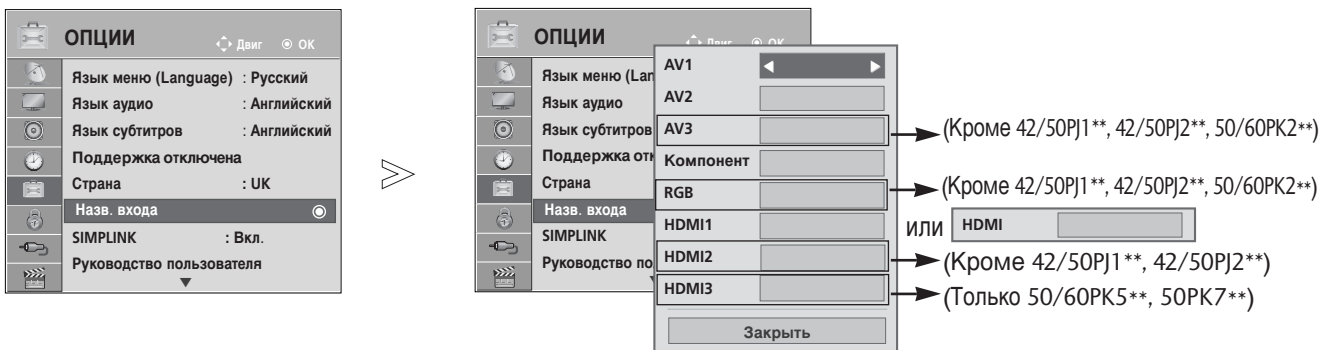 ОПЦИИ
Двиг OK
Язык меню (Language) : Русский
Язык аудио : Английский
Язык субтитров : Английский
Поддержка отключена
Страна : UK
Назв. входа
SIMPLINK : Вкл.
Руководство пользователя
ОПЦИИ
Двиг OK
Язык меню (Lan
Язык аудио
Язык субтитров
Поддержка отк
Страна
Назв. входа
SIMPLINK
Руководство по
AV1
AV2
AV3 (Кроме 42/50PJ1**, 42/50PJ2**, 50/60PK2**)
Компонент
RGB (Кроме 42/50PJ1**, 42/50PJ2**, 50/60PK2**)
HDMI1 или HDMI
HDMI2 (Кроме 42/50PJ1**, 42/50PJ2**)
HDMI3 (Только 50/60PK5**, 50PK7**)
Закрыть